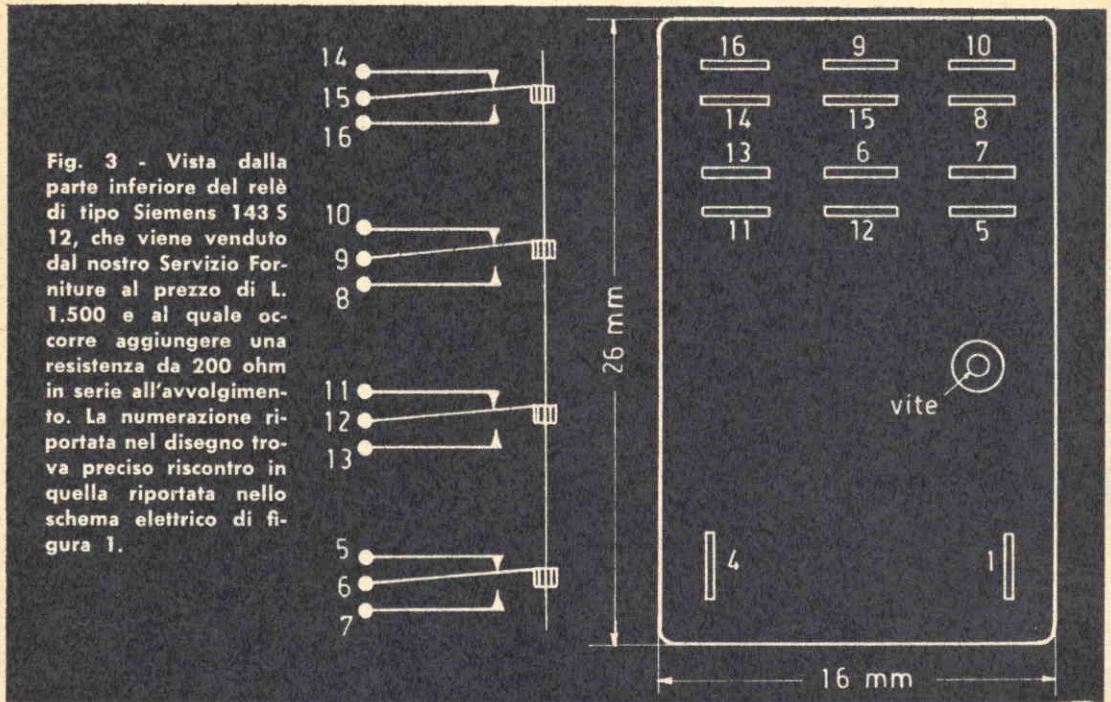 Fig. 3 - Vista dalla
parte inferiore del relè
di tipo Siemens 143 S
12, che viene venduto
dal nostro Servizio For-
niture al prezzo di L.
1.500 e al quale oc-
corre aggiungere una
resistenza da 200 ohm
in serie all'avvolgimen-
to. La numerazione ri-
portata nel disegno tro-
va preciso riscontro in
quella riportata nello
schema elettrico di fi-
gura 1.
14
15
16
10
9
8
11
12
13
5
6
7
26 mm
16 9 10
14 15 8
13 6 7
11 12 5
vite
4 1
16 mm